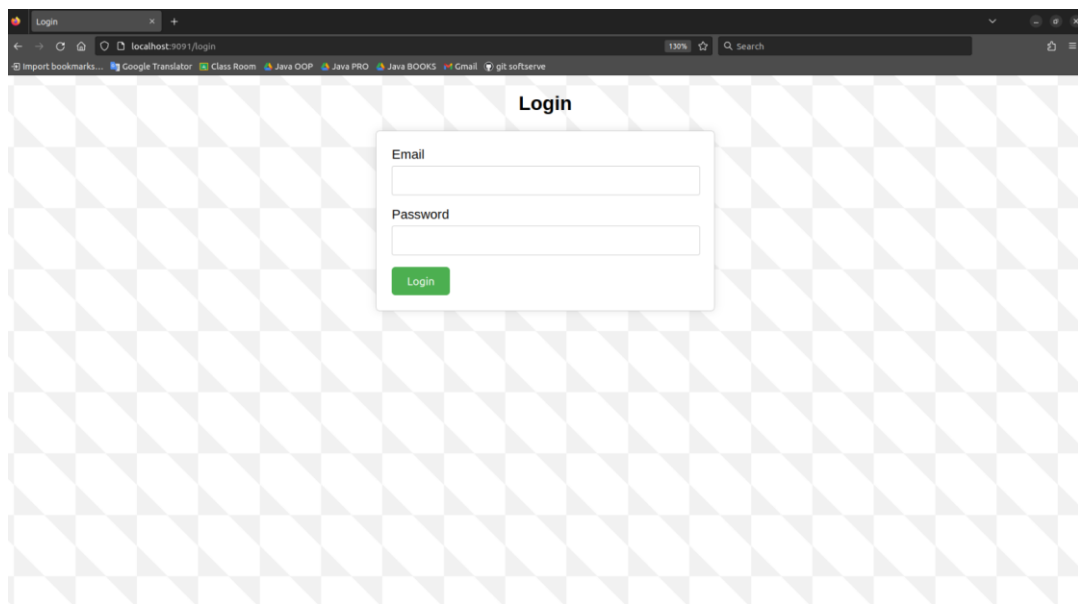 Login
localhost:9091/login
130%
Search
Import bookmarks... Google Translator Class Room Java OOP Java PRO Java BOOKS Gmail git softserve
Login
Email
Password
Login